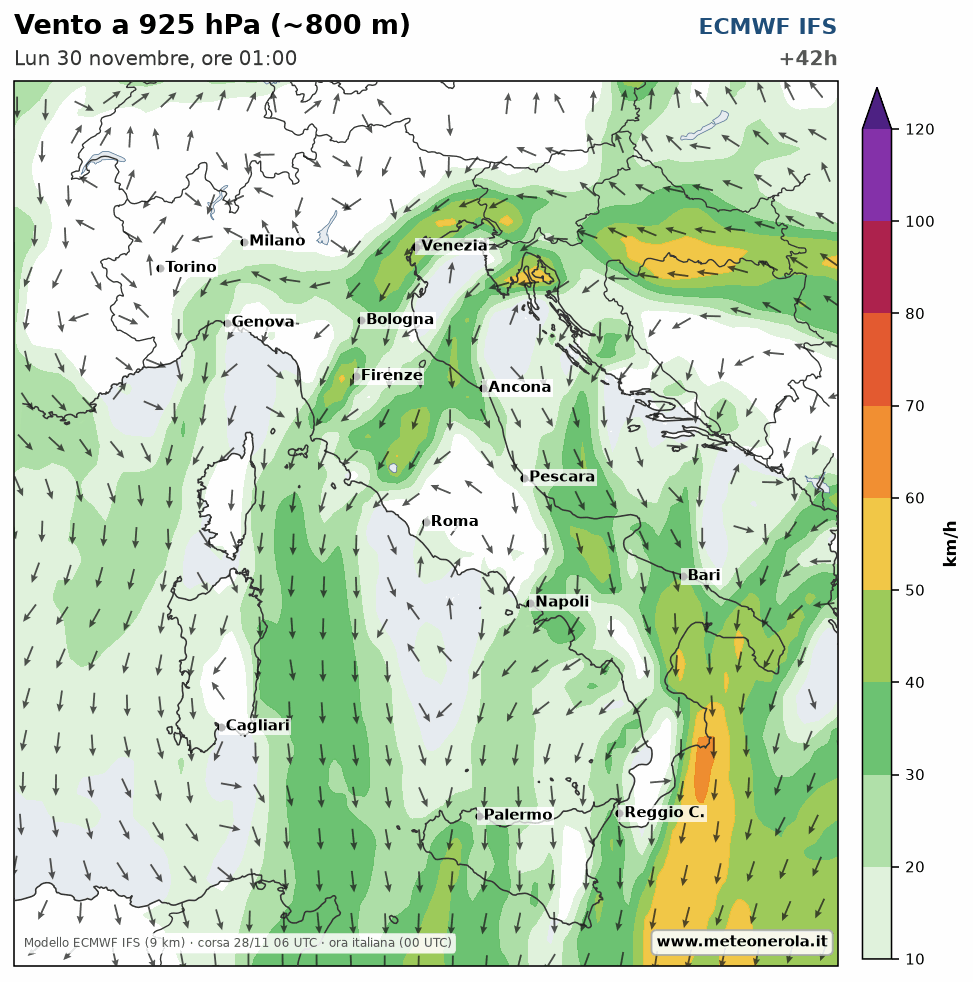 Vento a 925 hPa (~800 m)
ECMWF IFS
Lun 30 novembre, ore 01:00
+42h
Milano
Venezia
Torino
Genova
Bologna
Firenze
Ancona
Pescara
Roma
Bari
Napoli
Cagliari
Palermo
Reggio C.
120
100
80
70
60
50
40
30
20
10
km/h
Modello ECMWF IFS (9 km) · corsa 28/11 06 UTC · ora italiana (00 UTC)
www.meteonerola.it